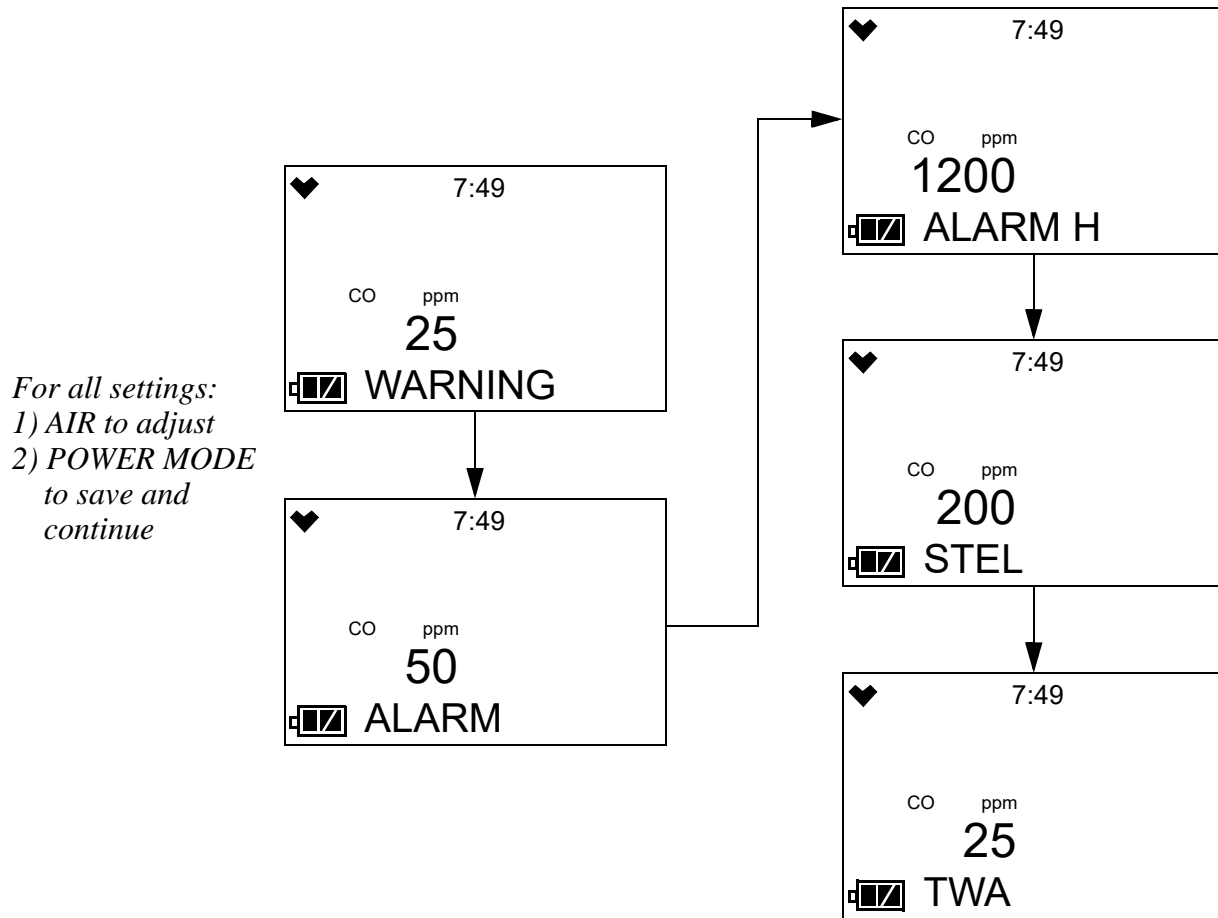 For all settings:
1) AIR to adjust
2) POWER MODE
to save and
continue
7:49
CO ppm
25
WARNING
7:49
CO ppm
50
ALARM
7:49
CO ppm
1200
ALARM H
7:49
CO ppm
200
STEL
7:49
CO ppm
25
TWA